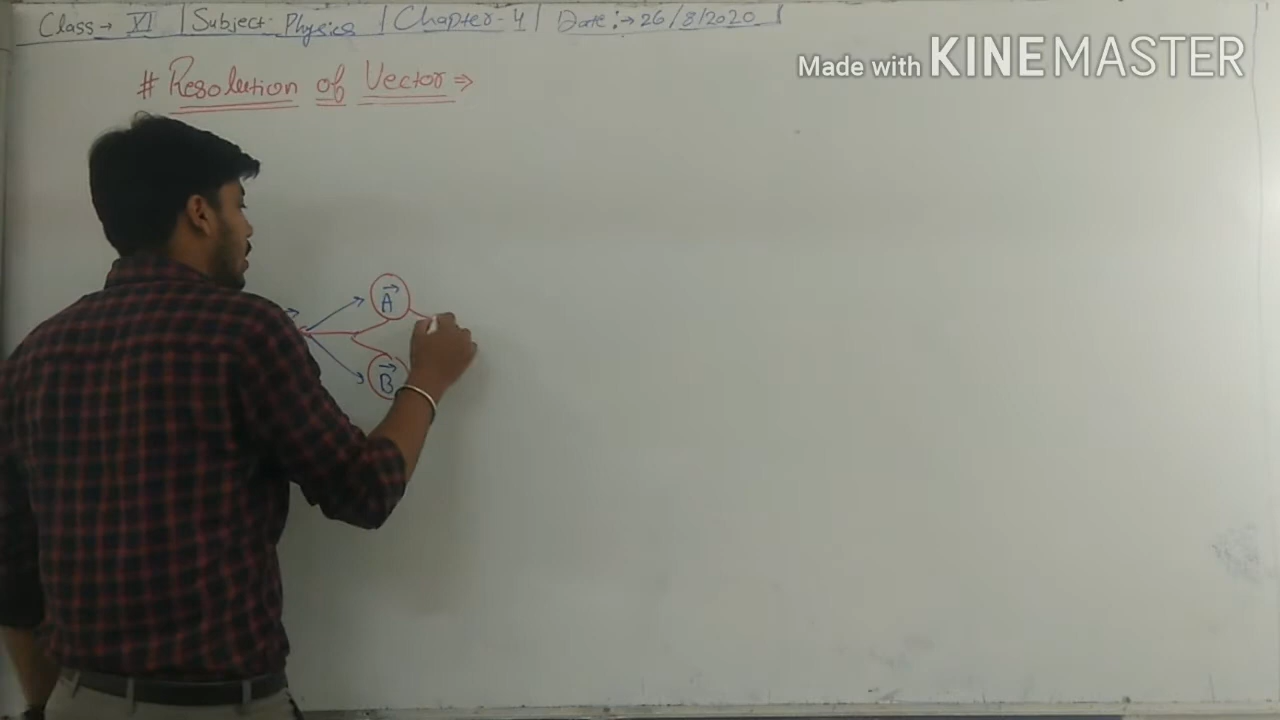 Class → VI | Subject: Physics | Chapter - 4 | Date :→ 26/8/2020 |
Made with KINEMASTER
# Resolution of Vector ⇒
A⃗
B⃗